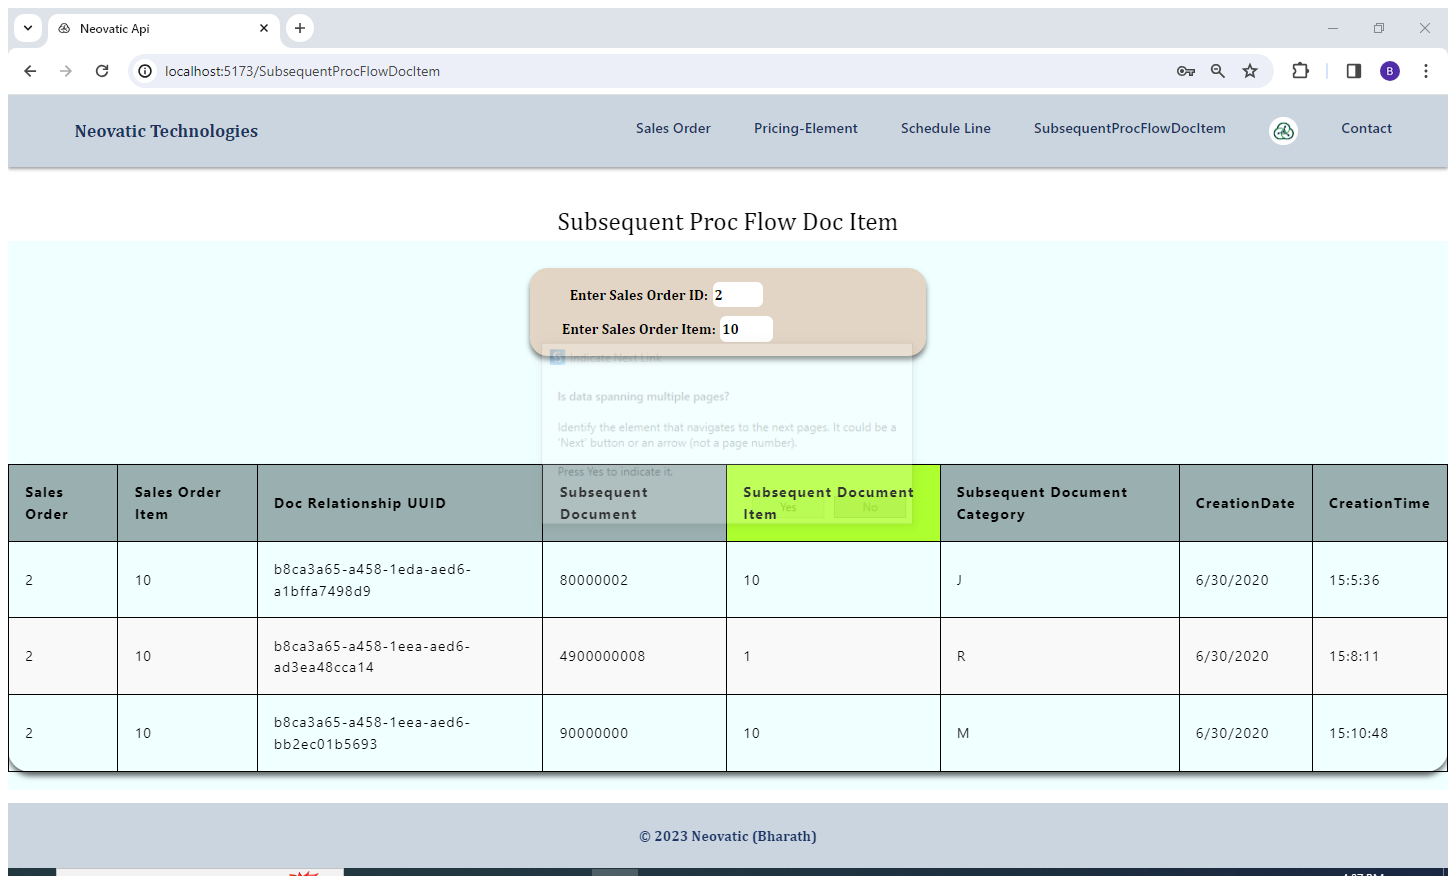 Neovatic Api
localhost:5173/SubsequentProcFlowDocItem
B
Neovatic Technologies
Sales Order
Pricing-Element
Schedule Line
SubsequentProcFlowDocItem
Contact
Subsequent Proc Flow Doc Item
Enter Sales Order ID: 2
Enter Sales Order Item: 10
Indicate Next Link
Is data spanning multiple pages?
Identify the element that navigates to the next pages. It could be a
'Next' button or an arrow (not a page number).
Press Yes to indicate it.
Yes
No
Sales
Order
Sales Order
Item
Doc Relationship UUID
Subsequent
Document
Subsequent Document
Item
Subsequent Document
Category
CreationDate
CreationTime
2
10
b8ca3a65-a458-1eda-aed6-
a1bffa7498d9
80000002
10
J
6/30/2020
15:5:36
2
10
b8ca3a65-a458-1eea-aed6-
ad3ea48cca14
4900000008
1
R
6/30/2020
15:8:11
2
10
b8ca3a65-a458-1eea-aed6-
bb2ec01b5693
90000000
10
M
6/30/2020
15:10:48
© 2023 Neovatic (Bharath)